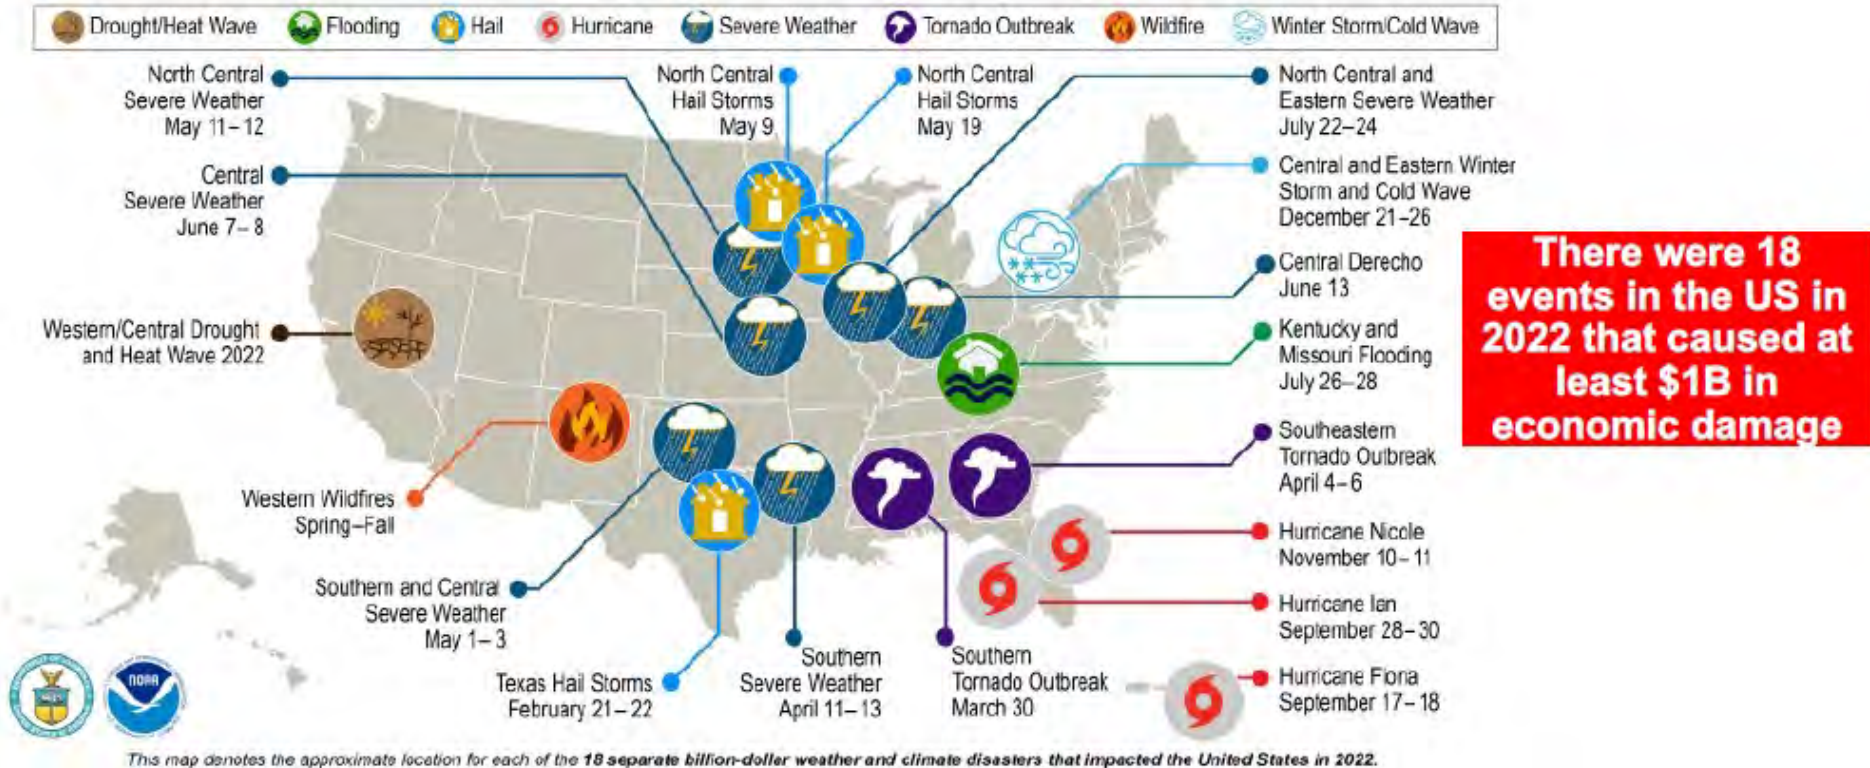 Drought/Heat Wave
Flooding
Hail
Hurricane
Severe Weather
Tornado Outbreak
Wildfire
Winter Storm/Cold Wave
North Central
Severe Weather
May 11–12
North Central
Hail Storms
May 9
North Central
Hail Storms
May 19
North Central and
Eastern Severe Weather
July 22–24
Central
Severe Weather
June 7–8
Central and Eastern Winter
Storm and Cold Wave
December 21–26
Central Derecho
June 13
Western/Central Drought
and Heat Wave 2022
Kentucky and
Missouri Flooding
July 26–28
There were 18
events in the US in
2022 that caused at
least $1B in
economic damage
Southeastern
Tornado Outbreak
April 4–6
Western Wildfires
Spring–Fall
Hurricane Nicole
November 10–11
Southern and Central
Severe Weather
May 1–3
Hurricane Ian
September 28–30
Texas Hail Storms
February 21–22
Southern
Severe Weather
April 11–13
Southern
Tornado Outbreak
March 30
Hurricane Fiona
September 17–18
NOAA
This map denotes the approximate location for each of the 18 separate billion-dollar weather and climate disasters that impacted the United States in 2022.